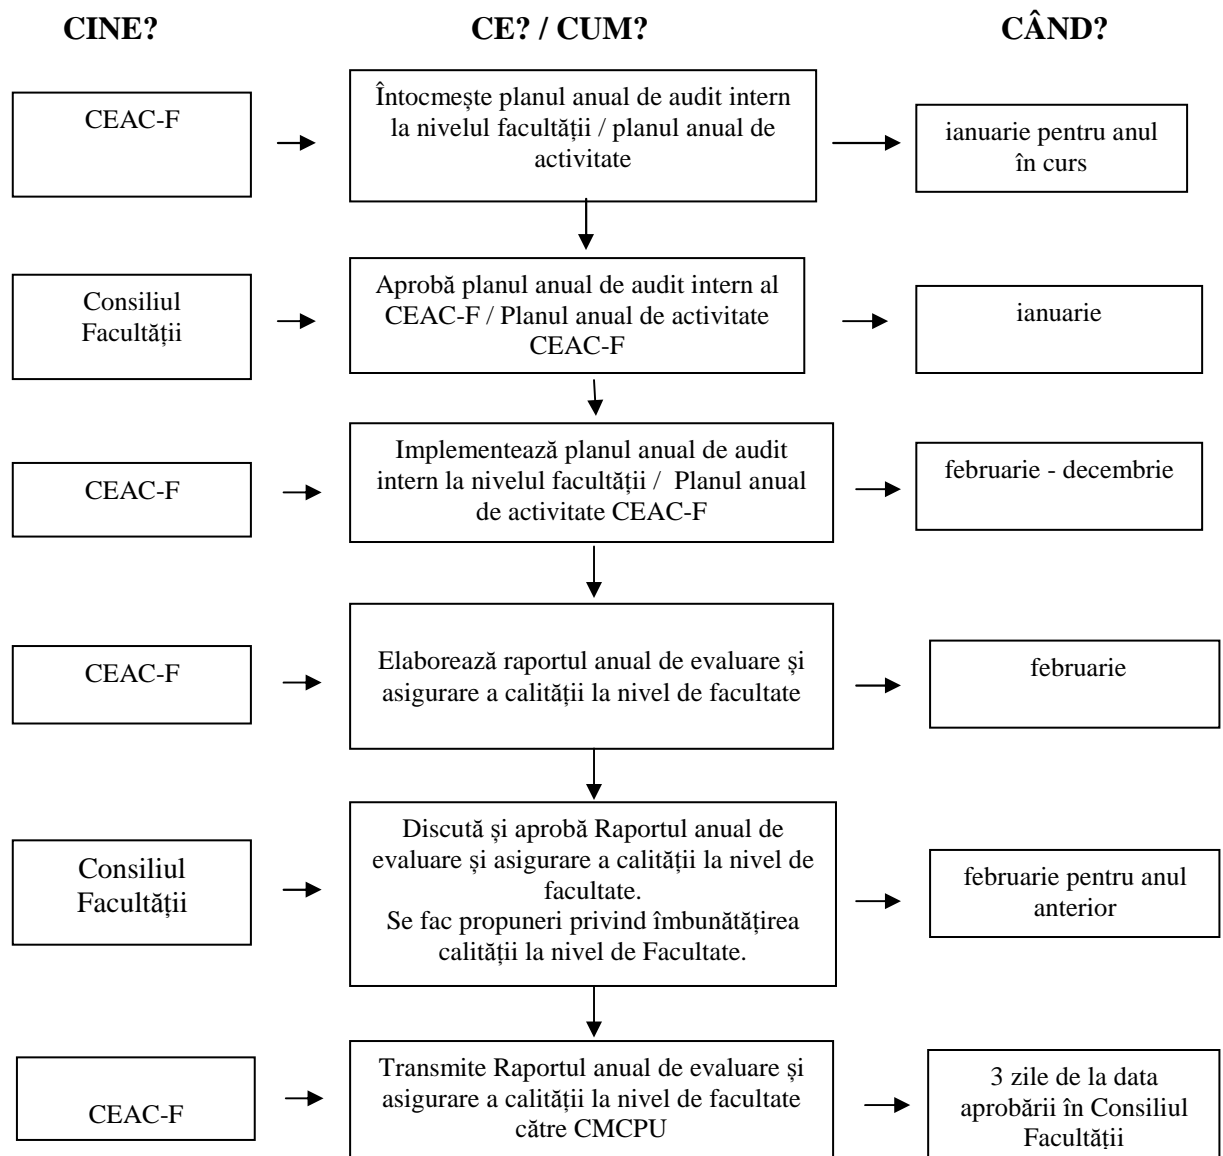 CINE?
CE? / CUM?
CÂND?
CEAC-F
Întocmește planul anual de audit intern
la nivelul facultății / planul anual de
activitate
ianuarie pentru anul
în curs
Consiliul
Facultății
Aprobă planul anual de audit intern al
CEAC-F / Planul anual de activitate
CEAC-F
ianuarie
CEAC-F
Implementează planul anual de audit
intern la nivelul facultății / Planul anual
de activitate CEAC-F
februarie - decembrie
CEAC-F
Elaborează raportul anual de evaluare și
asigurare a calității la nivel de facultate
februarie
Consiliul
Facultății
Discută și aprobă Raportul anual de
evaluare și asigurare a calității la nivel de
facultate.
Se fac propuneri privind îmbunătățirea
calității la nivel de Facultate.
februarie pentru anul
anterior
CEAC-F
Transmite Raportul anual de evaluare și
asigurare a calității la nivel de facultate
către CMCPU
3 zile de la data
aprobării în Consiliul
Facultății